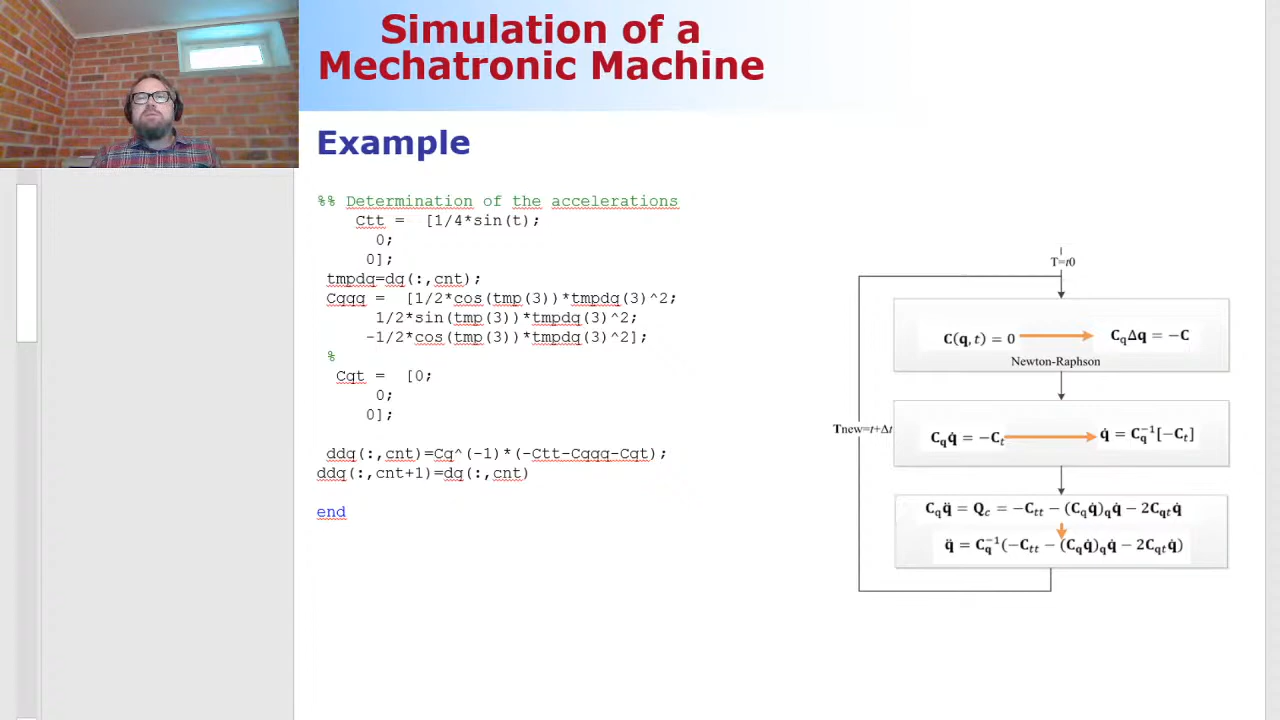 Simulation of a
Mechatronic Machine
Example
%% Determination of the accelerations
Ctt = [1/4*sin(t);
0;
0];
tmpdq=dq(:,cnt);
Cqqq = [1/2*cos(tmp(3))*tmpdq(3)^2;
1/2*sin(tmp(3))*tmpdq(3)^2;
-1/2*cos(tmp(3))*tmpdq(3)^2];
%
Cqt = [0;
0;
0];
ddq(:,cnt)=Cq^(-1)*(-Ctt-Cqqq-Cqt);
ddq(:,cnt+1)=dq(:,cnt)
end
T=t0
C(q, t) = 0 C_qΔq = −C
Newton-Raphson
Tnew=t+Δt
C_q q̇ = −C_t q̇ = C_q⁻¹[−C_t]
C_q q̈ = Q_c = −C_tt − (C_q q̇)_q q̇ − 2C_qt q̇
q̈ = C_q⁻¹(−C_tt − (C_q q̇)_q q̇ − 2C_qt q̇)